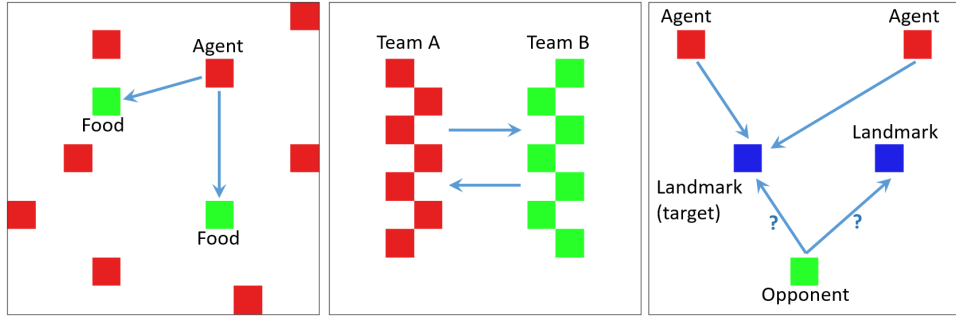 Agent
Food
Food
Team A
Team B
Agent
Agent
Landmark
Landmark
(target)
?
?
Opponent